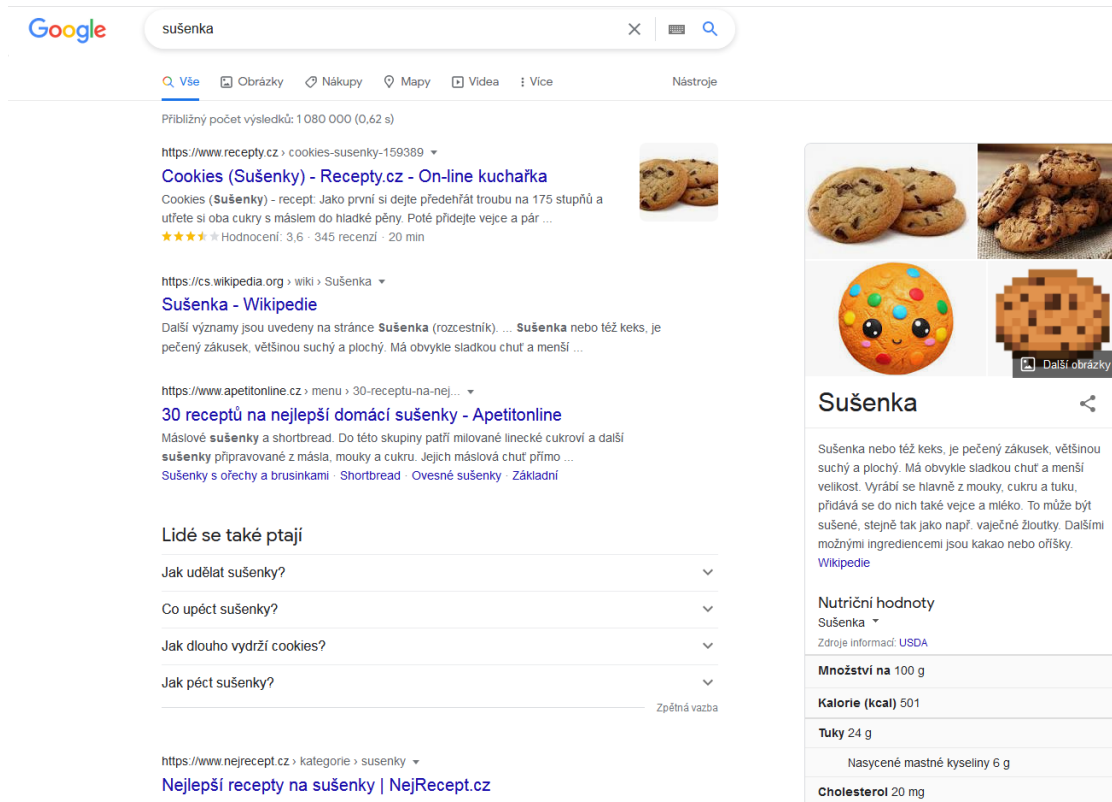 Google
sušenka
Vše Obrázky Nákupy Mapy Videa Více Nástroje
Přibližný počet výsledků: 1 080 000 (0,62 s)
https://www.recepty.cz › cookies-susenky-159389
Cookies (Sušenky) - Recepty.cz - On-line kuchařka
Cookies (Sušenky) - recept: Jako první si dejte předehřát troubu na 175 stupňů a
utřete si oba cukry s máslem do hladké pěny. Poté přidejte vejce a pár ...
Hodnocení: 3,6 · 345 recenzí · 20 min
https://cs.wikipedia.org › wiki › Sušenka
Sušenka - Wikipedie
Další významy jsou uvedeny na stránce Sušenka (rozcestník). ... Sušenka nebo též keks, je
pečený zákusek, většinou suchý a plochý. Má obvykle sladkou chuť a menší ...
https://www.apetitonline.cz › menu › 30-receptu-na-nej...
30 receptů na nejlepší domácí sušenky - Apetitonline
Máslové sušenky a shortbread. Do této skupiny patří milované linecké cukroví a další
sušenky připravované z másla, mouky a cukru. Jejich máslová chuť přímo ...
Sušenky s ořechy a brusinkami · Shortbread · Ovesné sušenky · Základní
Lidé se také ptají
Jak udělat sušenky?
Co upéct sušenky?
Jak dlouho vydrží cookies?
Jak péct sušenky?
Zpětná vazba
https://www.nejrecept.cz › kategorie › susenky
Nejlepší recepty na sušenky | NejRecept.cz
Další obrázky
Sušenka
Sušenka nebo též keks, je pečený zákusek, většinou
suchý a plochý. Má obvykle sladkou chuť a menší
velikost. Vyrábí se hlavně z mouky, cukru a tuku,
přidává se do nich také vejce a mléko. To může být
sušené, stejně tak jako např. vaječné žloutky. Dalšími
možnými ingrediencemi jsou kakao nebo oříšky.
Wikipedie
Nutriční hodnoty
Sušenka
Zdroje informací: USDA
Množství na 100 g
Kalorie (kcal) 501
Tuky 24 g
Nasycené mastné kyseliny 6 g
Cholesterol 20 mg